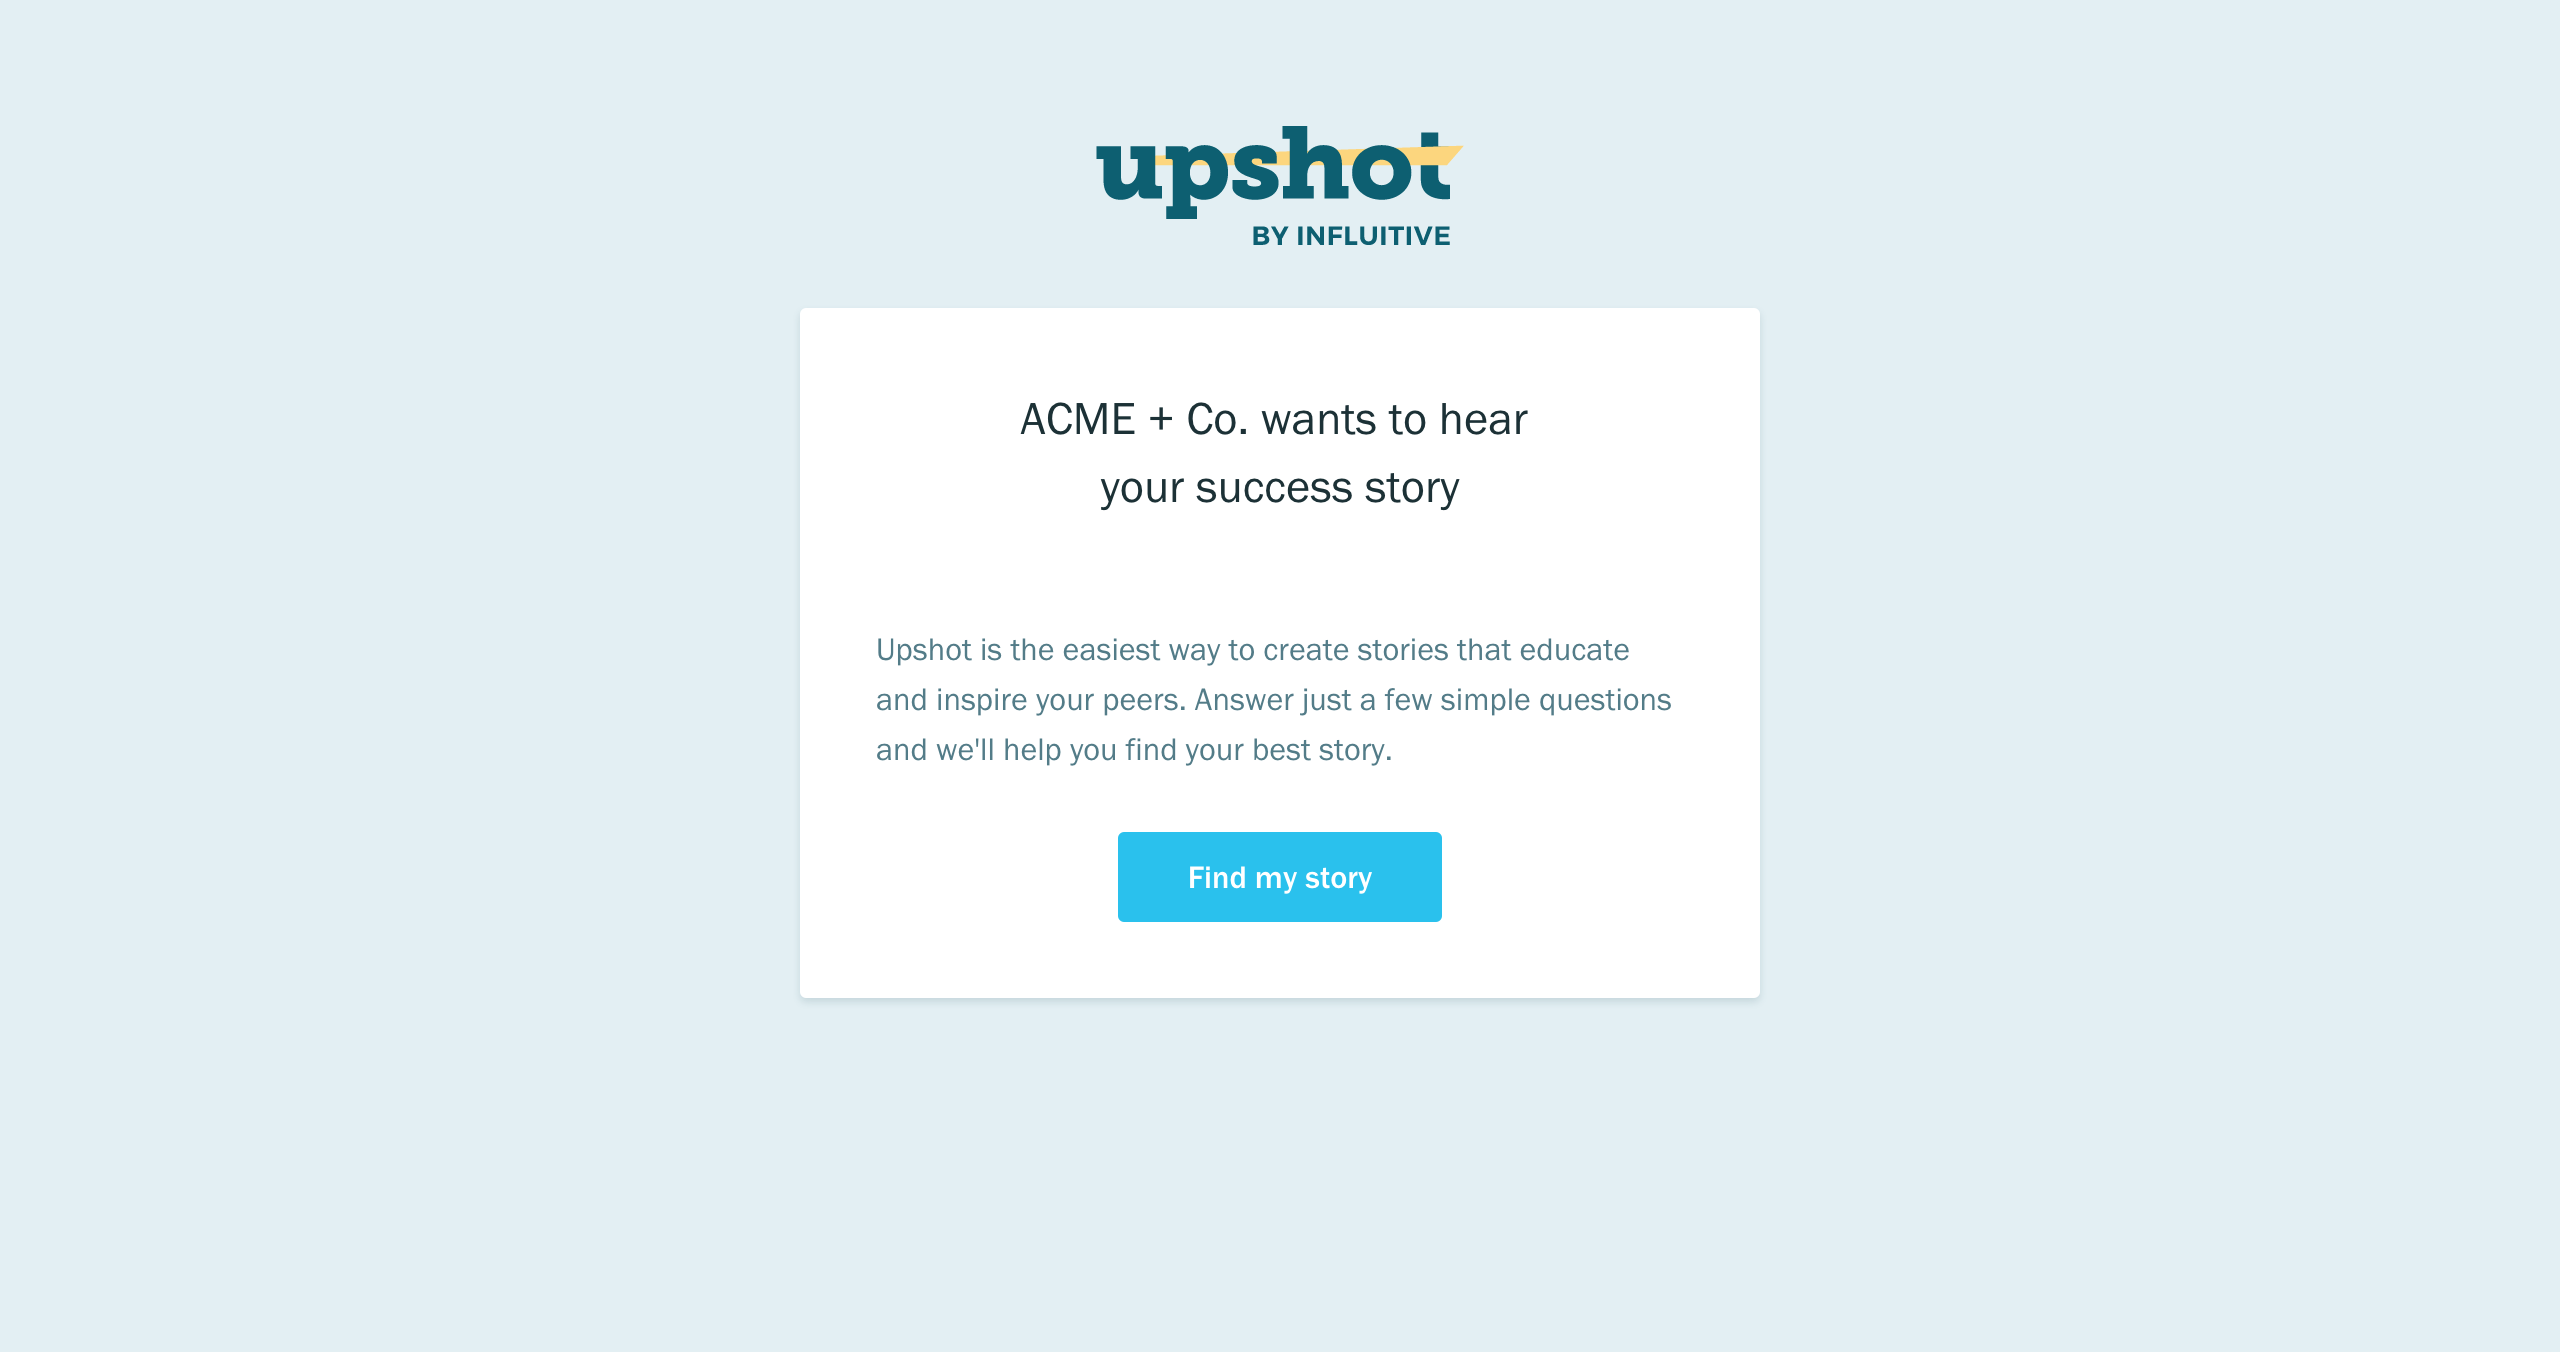 upshot
BY INFLUITIVE
ACME + Co. wants to hear
your success story
Upshot is the easiest way to create stories that educate
and inspire your peers. Answer just a few simple questions
and we'll help you find your best story.
Find my story